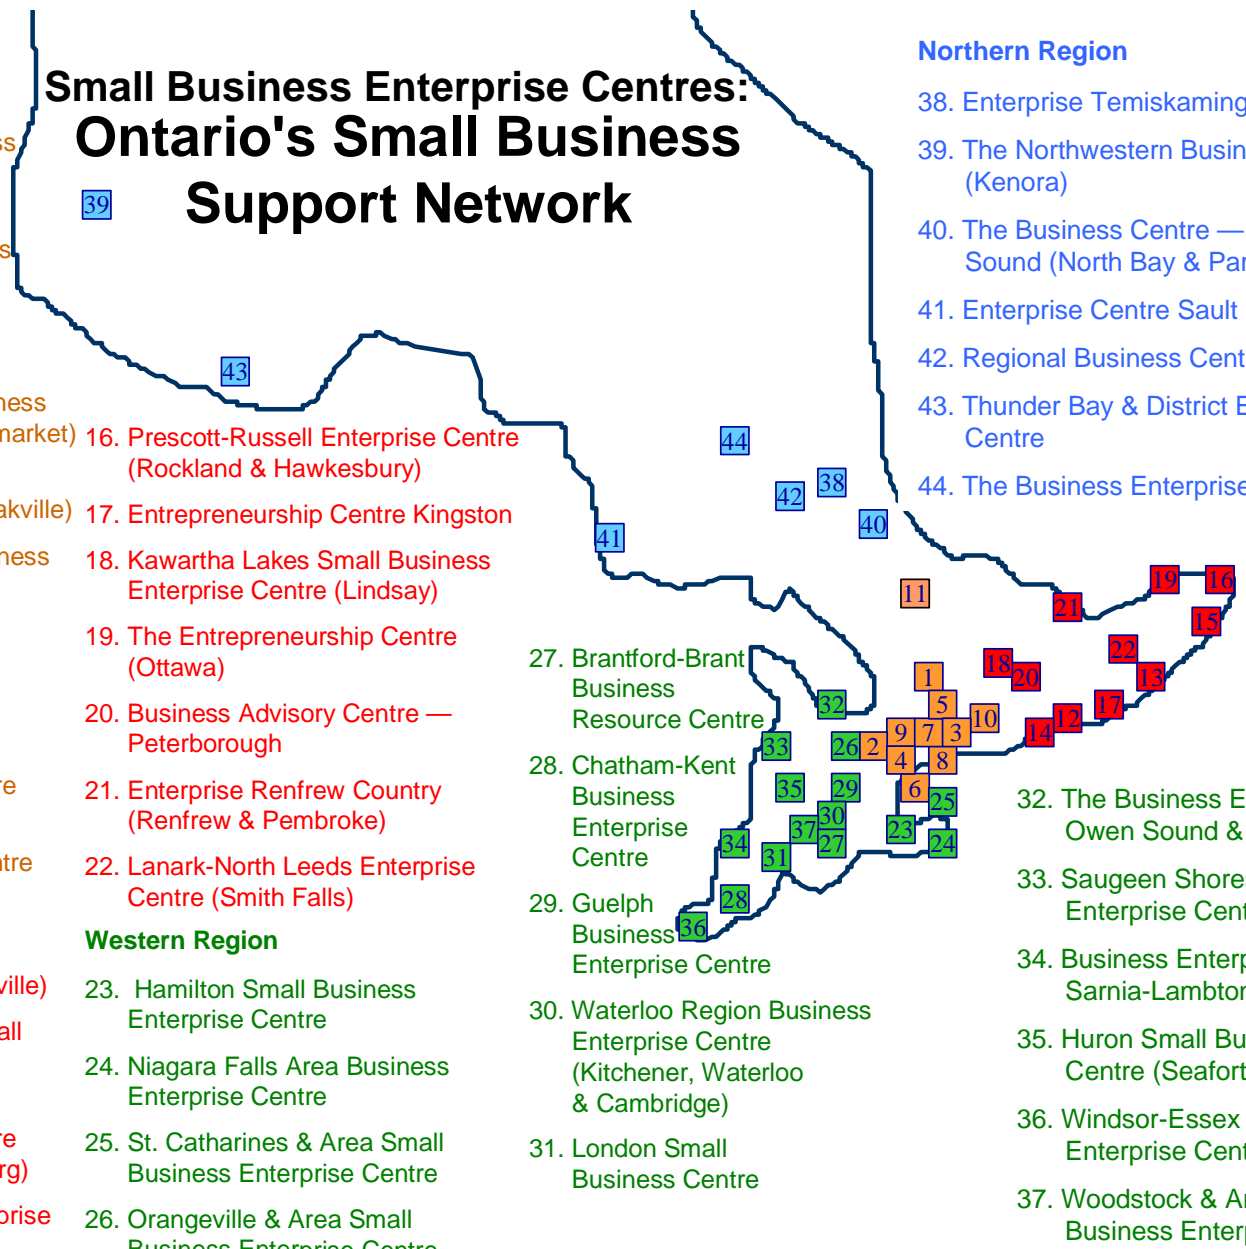 Small Business Enterprise Centres:
Ontario's Small Business
Support Network
market)
akville)
16. Prescott-Russell Enterprise Centre
(Rockland & Hawkesbury)
17. Entrepreneurship Centre Kingston
18. Kawartha Lakes Small Business
Enterprise Centre (Lindsay)
19. The Entrepreneurship Centre
(Ottawa)
20. Business Advisory Centre —
Peterborough
21. Enterprise Renfrew Country
(Renfrew & Pembroke)
22. Lanark-North Leeds Enterprise
Centre (Smith Falls)
Western Region
23. Hamilton Small Business
Enterprise Centre
24. Niagara Falls Area Business
Enterprise Centre
25. St. Catharines & Area Small
Business Enterprise Centre
26. Orangeville & Area Small
Business Enterprise Centre
27. Brantford-Brant
Business
Resource Centre
28. Chatham-Kent
Business
Enterprise
Centre
29. Guelph
Business
Enterprise Centre
30. Waterloo Region Business
Enterprise Centre
(Kitchener, Waterloo
& Cambridge)
31. London Small
Business Centre
Northern Region
38. Enterprise Temiskaming
39. The Northwestern Busin
(Kenora)
40. The Business Centre —
Sound (North Bay & Par
41. Enterprise Centre Sault
42. Regional Business Cent
43. Thunder Bay & District B
Centre
44. The Business Enterprise
32. The Business E
Owen Sound &
33. Saugeen Shores
Enterprise Cent
34. Business Enterp
Sarnia-Lambton
35. Huron Small Bu
Centre (Seafort
36. Windsor-Essex
Enterprise Cent
37. Woodstock & Ar
Business Enterp
39
43
44
42
38
40
41
11
19
16
21
15
22
18
20
13
1
5
10
17
12
14
32
33
26
2
9
7
3
4
8
6
35
29
25
30
37
27
23
24
34
31
28
36